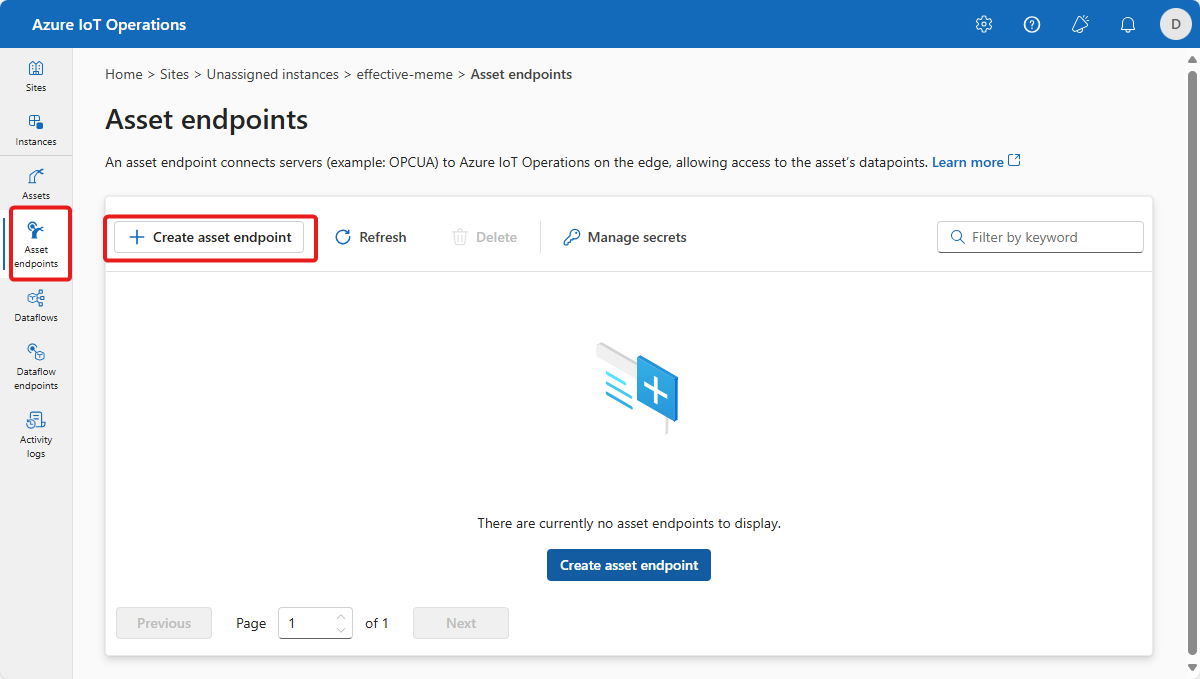 Azure IoT Operations
D
Sites
Instances
Assets
Asset
endpoints
Dataflows
Dataflow
endpoints
Activity
logs
Home > Sites > Unassigned instances > effective-meme > Asset endpoints
Asset endpoints
An asset endpoint connects servers (example: OPCUA) to Azure IoT Operations on the edge, allowing access to the asset’s datapoints. Learn more
Create asset endpoint Refresh Delete Manage secrets Filter by keyword
There are currently no asset endpoints to display.
Create asset endpoint
Previous Page 1 of 1 Next